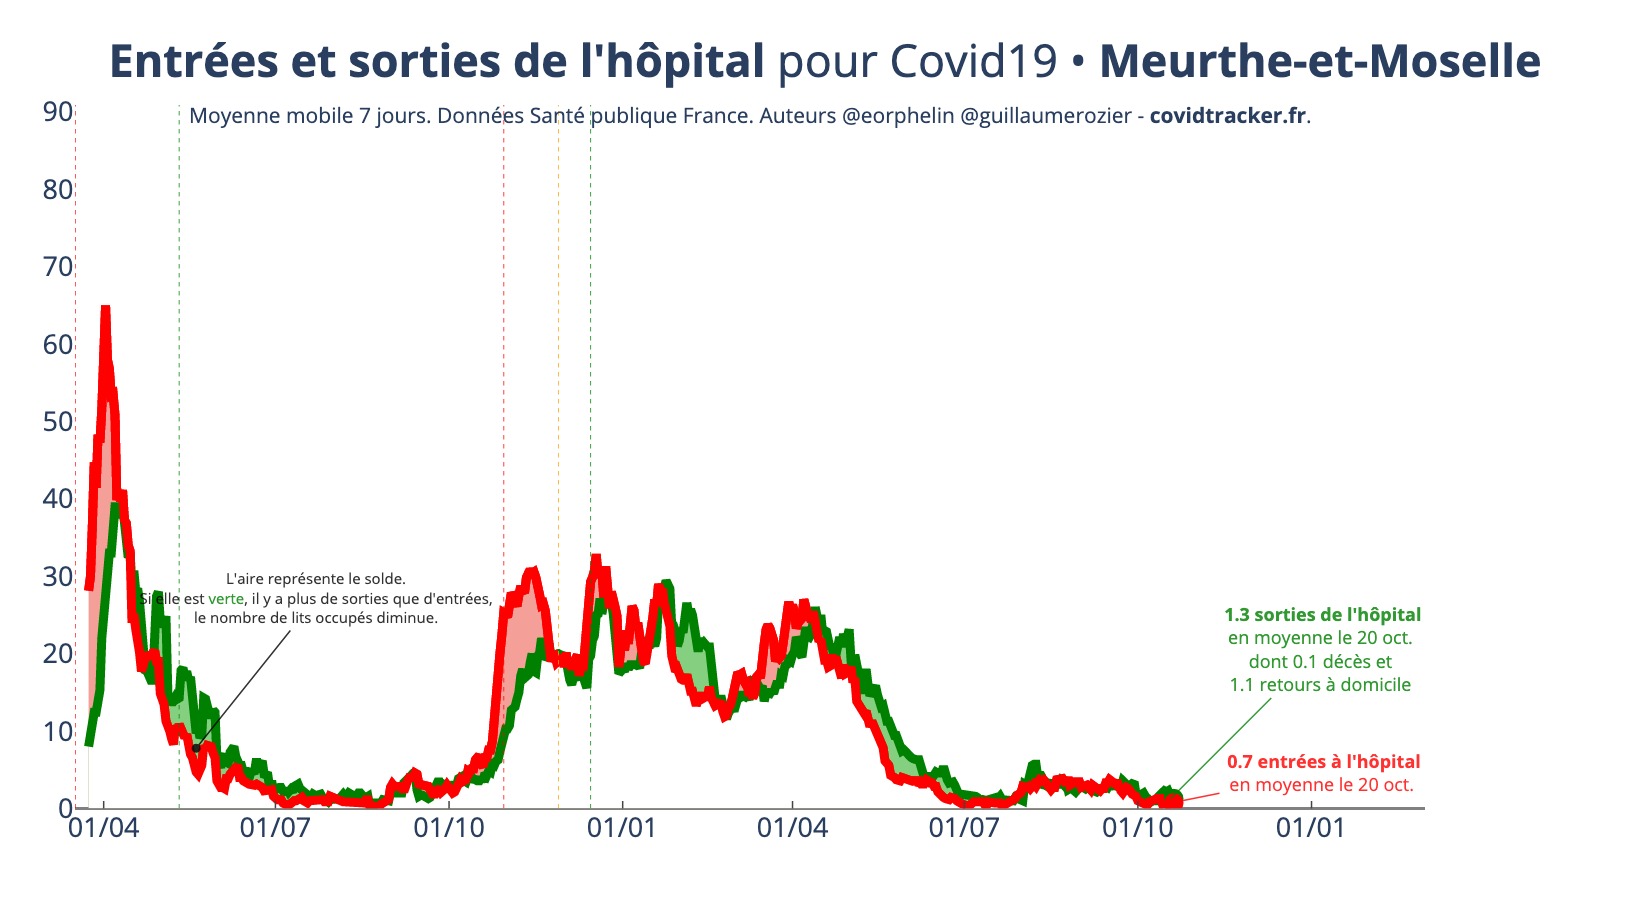 Entrées et sorties de l'hôpital pour Covid19 • Meurthe-et-Moselle
Moyenne mobile 7 jours. Données Santé publique France. Auteurs @eorphelin @guillaumerozier - covidtracker.fr.
90
80
70
60
50
40
30
20
10
0
L'aire représente le solde.
Si elle est verte, il y a plus de sorties que d'entrées,
le nombre de lits occupés diminue.
1.3 sorties de l'hôpital
en moyenne le 20 oct.
dont 0.1 décès et
1.1 retours à domicile
0.7 entrées à l'hôpital
en moyenne le 20 oct.
01/04 01/07 01/10 01/01 01/04 01/07 01/10 01/01